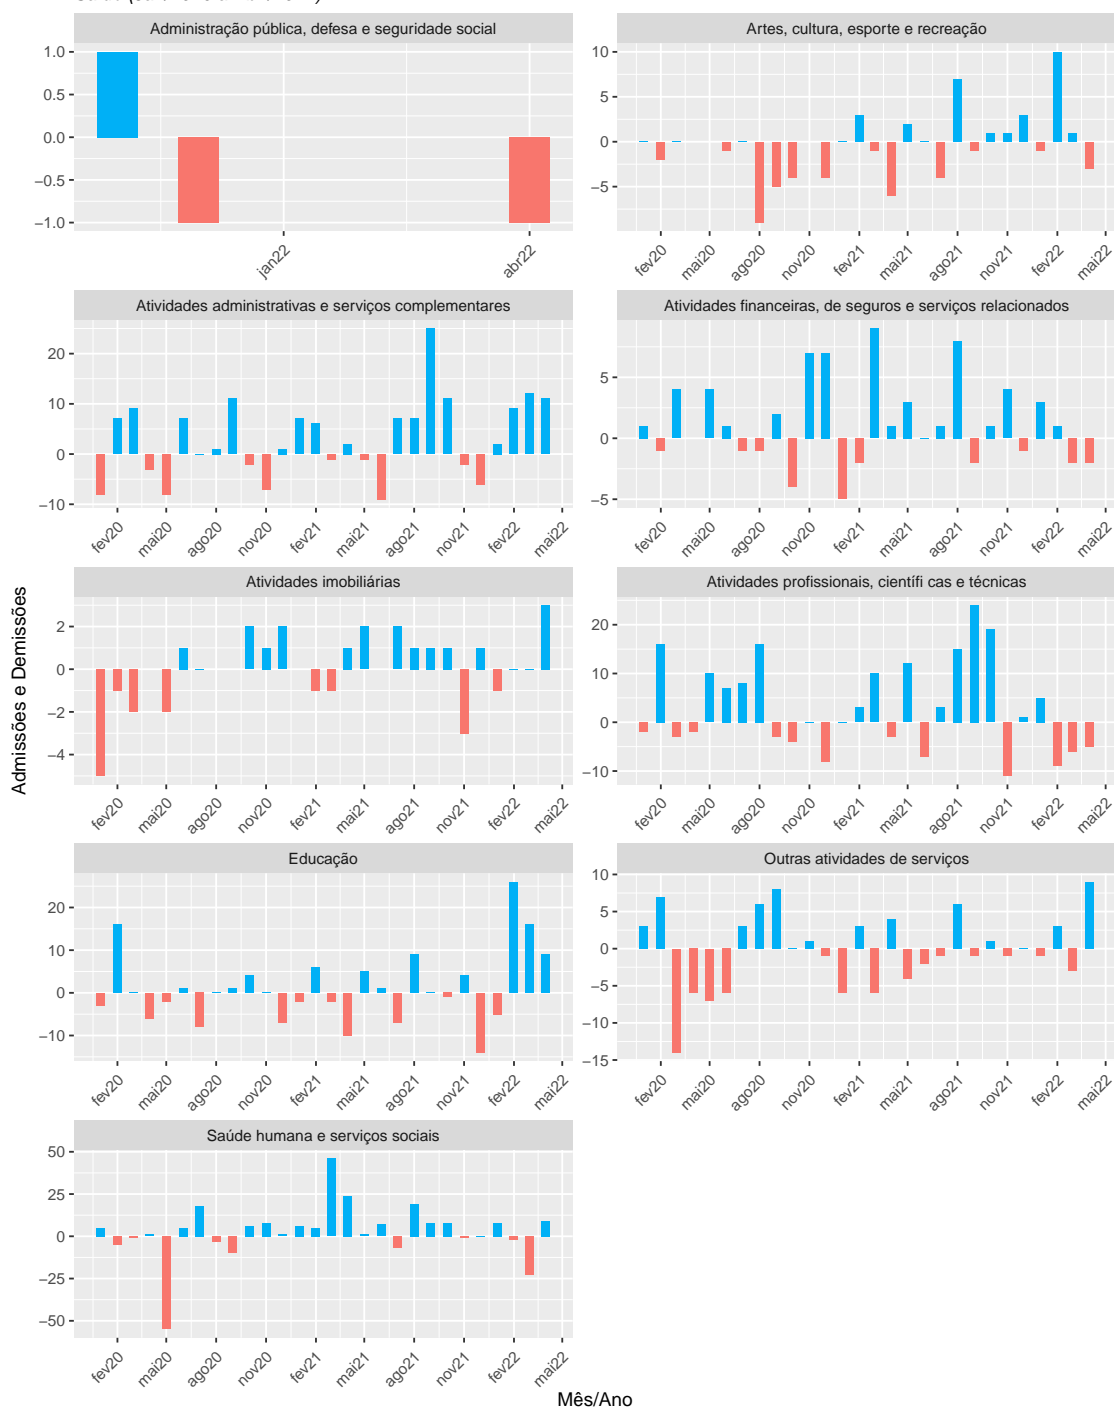 Administração pública, defesa e seguridade social
1.0
0.5
0.0
−0.5
−1.0
jan22
abr22
Artes, cultura, esporte e recreação
10
5
0
−5
fev20
mai20
ago20
nov20
fev21
mai21
ago21
nov21
fev22
mai22
Atividades administrativas e serviços complementares
20
10
0
−10
fev20
mai20
ago20
nov20
fev21
mai21
ago21
nov21
fev22
mai22
Atividades financeiras, de seguros e serviços relacionados
5
0
−5
fev20
mai20
ago20
nov20
fev21
mai21
ago21
nov21
fev22
mai22
Admissões e Demissões
Atividades imobiliárias
2
0
−2
−4
fev20
mai20
ago20
nov20
fev21
mai21
ago21
nov21
fev22
mai22
Atividades profissionais, científi cas e técnicas
20
10
0
−10
fev20
mai20
ago20
nov20
fev21
mai21
ago21
nov21
fev22
mai22
Educação
20
10
0
−10
fev20
mai20
ago20
nov20
fev21
mai21
ago21
nov21
fev22
mai22
Outras atividades de serviços
10
5
0
−5
−10
−15
fev20
mai20
ago20
nov20
fev21
mai21
ago21
nov21
fev22
mai22
Saúde humana e serviços sociais
50
25
0
−25
−50
fev20
mai20
ago20
nov20
fev21
mai21
ago21
nov21
fev22
mai22
Mês/Ano